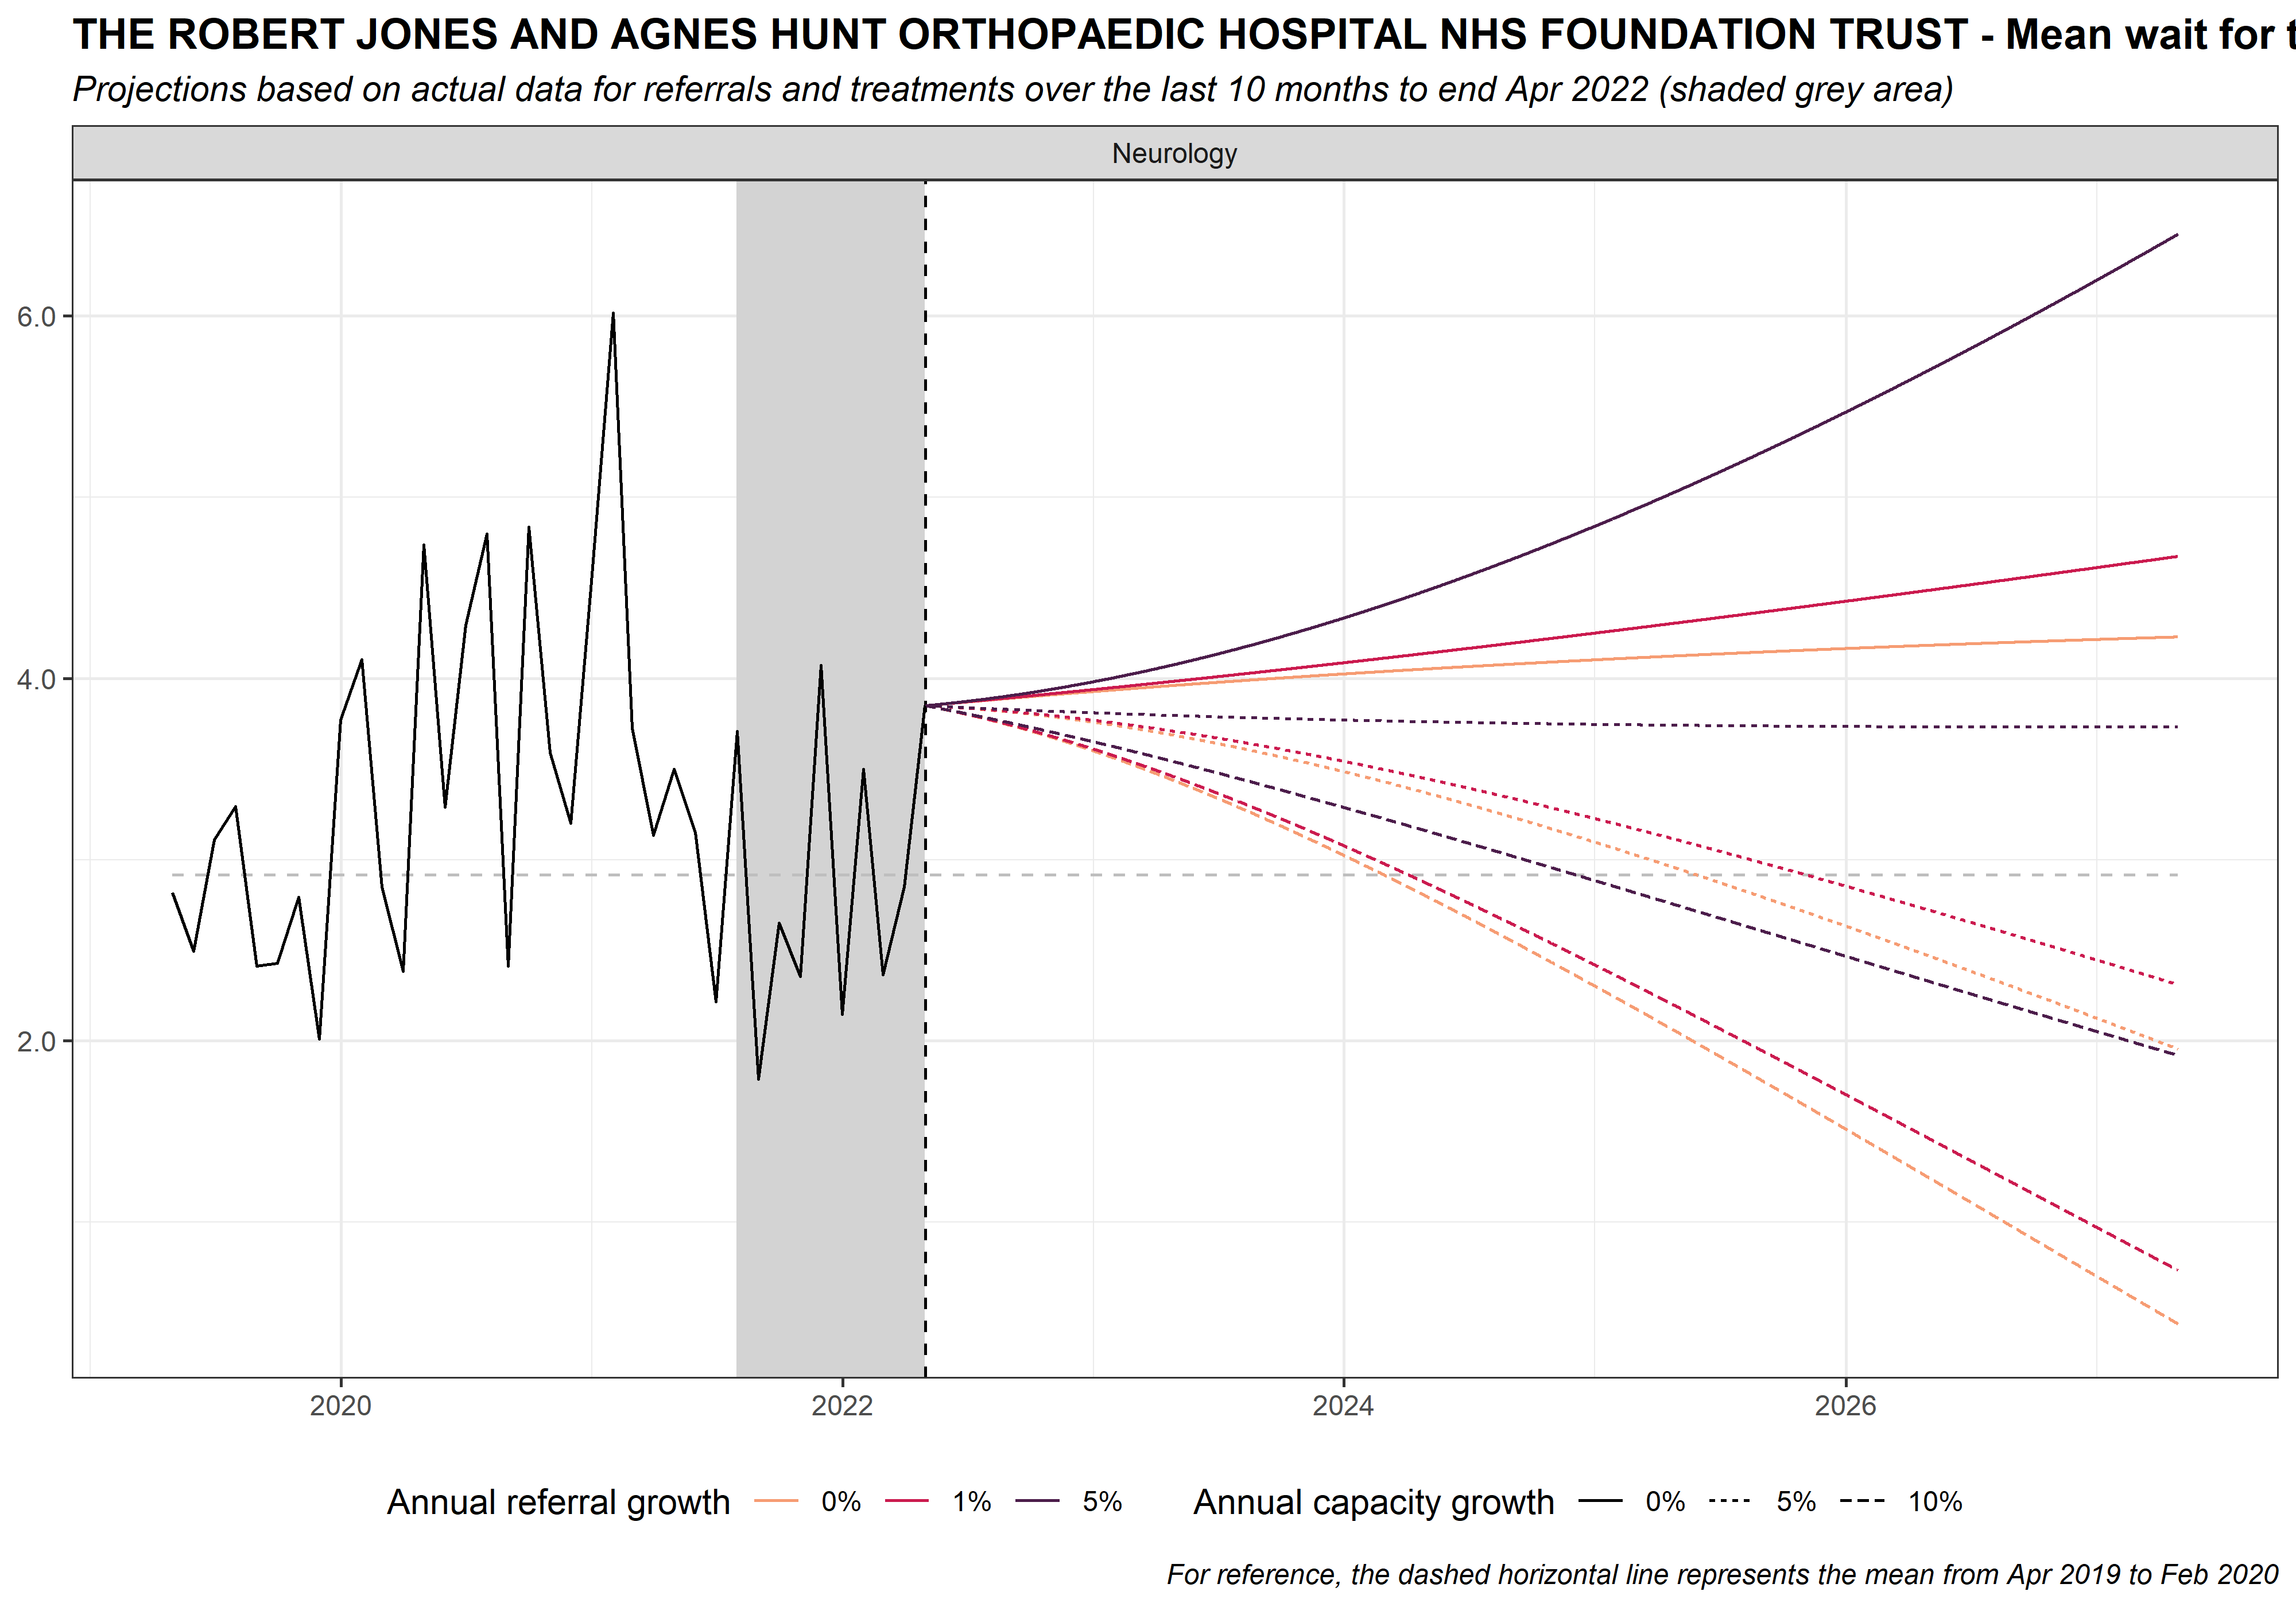 THE ROBERT JONES AND AGNES HUNT ORTHOPAEDIC HOSPITAL NHS FOUNDATION TRUST - Mean wait for t
Projections based on actual data for referrals and treatments over the last 10 months to end Apr 2022 (shaded grey area)
Neurology
6.0
4.0
2.0
2020 2022 2024 2026
Annual referral growth 0% 1% 5% Annual capacity growth 0% 5% 10%
For reference, the dashed horizontal line represents the mean from Apr 2019 to Feb 2020